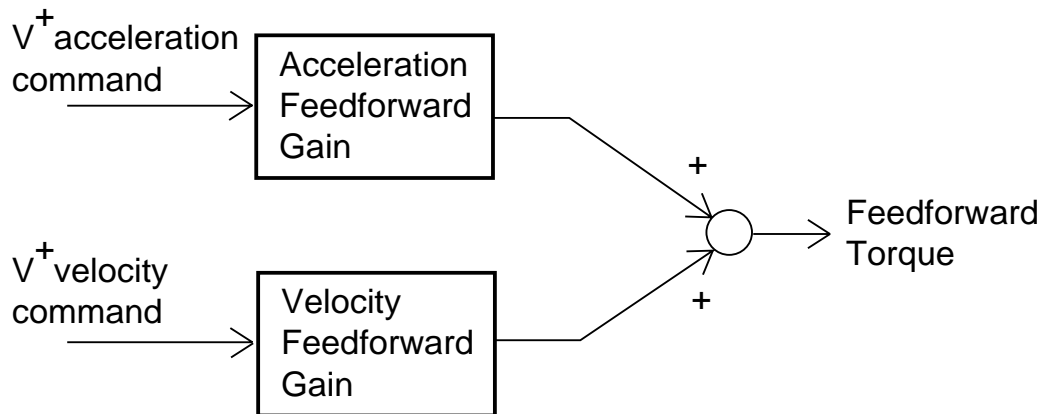 V+acceleration
command
Acceleration
Feedforward
Gain
+
Feedforward
Torque
V+velocity
command
Velocity
Feedforward
Gain
+